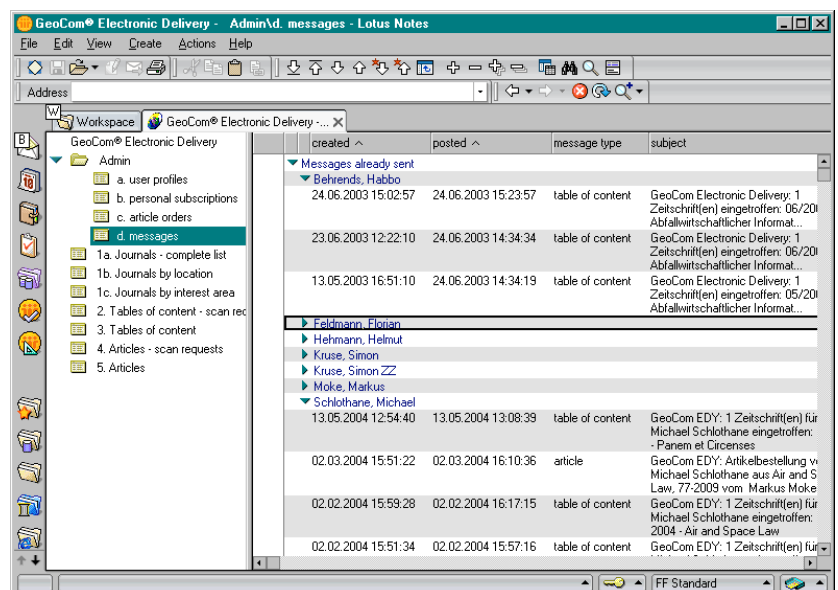 GeoCom® Electronic Delivery - Admin\d. messages - Lotus Notes
File Edit View Create Actions Help
Address
W
Workspace GeoCom® Electronic Delivery -...
B
GeoCom® Electronic Delivery
Admin
a. user profiles
b. personal subscriptions
c. article orders
d. messages
1a. Journals - complete list
1b. Journals by location
1c. Journals by interest area
2. Tables of content - scan rec
3. Tables of content
4. Articles - scan requests
5. Articles
created posted message type subject
Messages already sent
Behrends, Habbo
24.06.2003 15:02:57 24.06.2003 15:23:57 table of content GeoCom Electronic Delivery: 1
Zeitschrift(en) eingetroffen: 06/200
Abfallwirtschaftlicher Informat...
23.06.2003 12:22:10 24.06.2003 14:34:34 table of content GeoCom Electronic Delivery: 1
Zeitschrift(en) eingetroffen: 06/200
Abfallwirtschaftlicher Informat...
13.05.2003 16:51:10 24.06.2003 14:34:19 table of content GeoCom Electronic Delivery: 1
Zeitschrift(en) eingetroffen: 05/200
Abfallwirtschaftlicher Informat...
Feldmann, Florian
Hehmann, Helmut
Kruse, Simon
Kruse, Simon ZZ
Moke, Markus
Schlothane, Michael
13.05.2004 12:54:40 13.05.2004 13:08:39 table of content GeoCom EDY: 1 Zeitschrift(en) für
Michael Schlothane eingetroffen:
- Panem et Circenses
02.03.2004 15:51:22 02.03.2004 16:10:36 article GeoCom EDY: Artikelbestellung v
Michael Schlothane aus Air and S
Law, 77-2009 vom Markus Moke
02.02.2004 15:59:28 02.02.2004 16:17:15 table of content GeoCom EDY: 1 Zeitschrift(en) für
Michael Schlothane eingetroffen:
2004 - Air and Space Law
02.02.2004 15:51:34 02.02.2004 15:57:16 table of content GeoCom EDY: 1 Zeitschrift(en) für
FF Standard